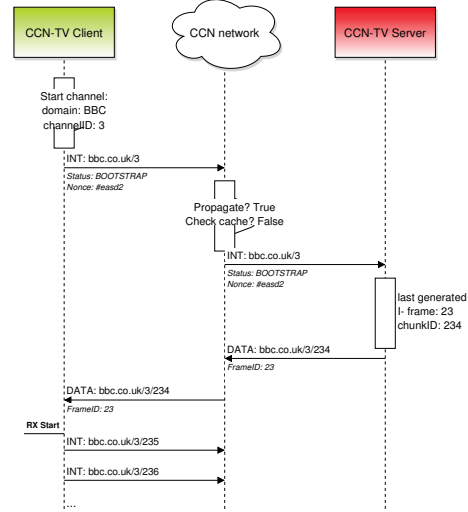 CCN-TV Client
CCN network
CCN-TV Server
Start channel:
domain: BBC
channelID: 3
INT: bbc.co.uk/3
Status: BOOTSTRAP
Nonce: #easd2
Propagate? True
Check cache? False
INT: bbc.co.uk/3
Status: BOOTSTRAP
Nonce: #easd2
last generated
I- frame: 23
chunkID: 234
DATA: bbc.co.uk/3/234
FrameID: 23
DATA: bbc.co.uk/3/234
FrameID: 23
RX Start
INT: bbc.co.uk/3/235
INT: bbc.co.uk/3/236
...